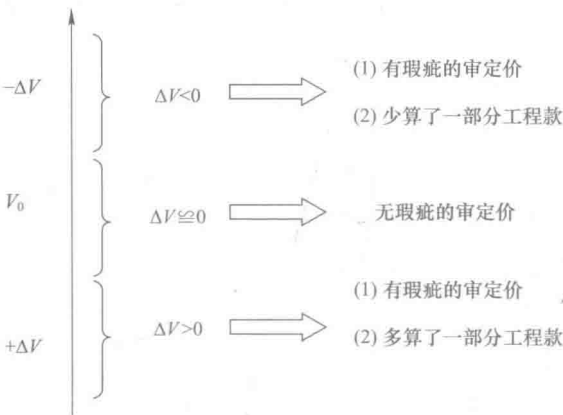 −ΔV
ΔV<0
(1) 有瑕疵的审定价
(2) 少算了一部分工程款
V₀
ΔV≌0
无瑕疵的审定价
+ΔV
ΔV>0
(1) 有瑕疵的审定价
(2) 多算了一部分工程款